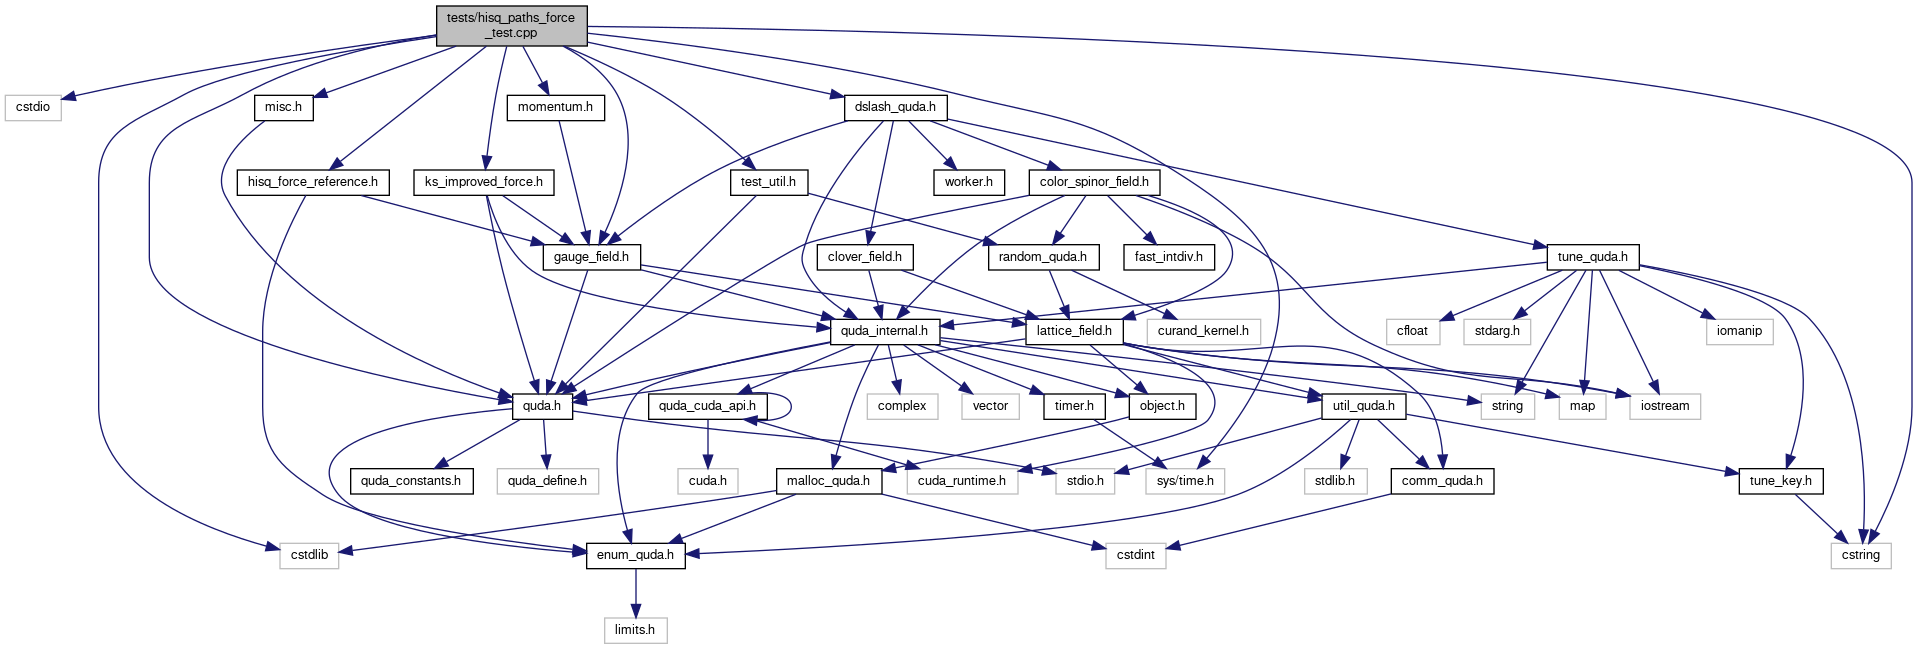 tests/hisq_paths_force
_test.cpp
cstdio
misc.h
momentum.h
dslash_quda.h
hisq_force_reference.h
ks_improved_force.h
test_util.h
worker.h
color_spinor_field.h
gauge_field.h
clover_field.h
random_quda.h
fast_intdiv.h
tune_quda.h
quda_internal.h
lattice_field.h
curand_kernel.h
cfloat
stdarg.h
iomanip
quda.h
quda_cuda_api.h
complex
vector
timer.h
object.h
util_quda.h
string
map
iostream
quda_constants.h
quda_define.h
cuda.h
malloc_quda.h
cuda_runtime.h
stdio.h
sys/time.h
stdlib.h
comm_quda.h
tune_key.h
cstdlib
enum_quda.h
cstdint
cstring
limits.h